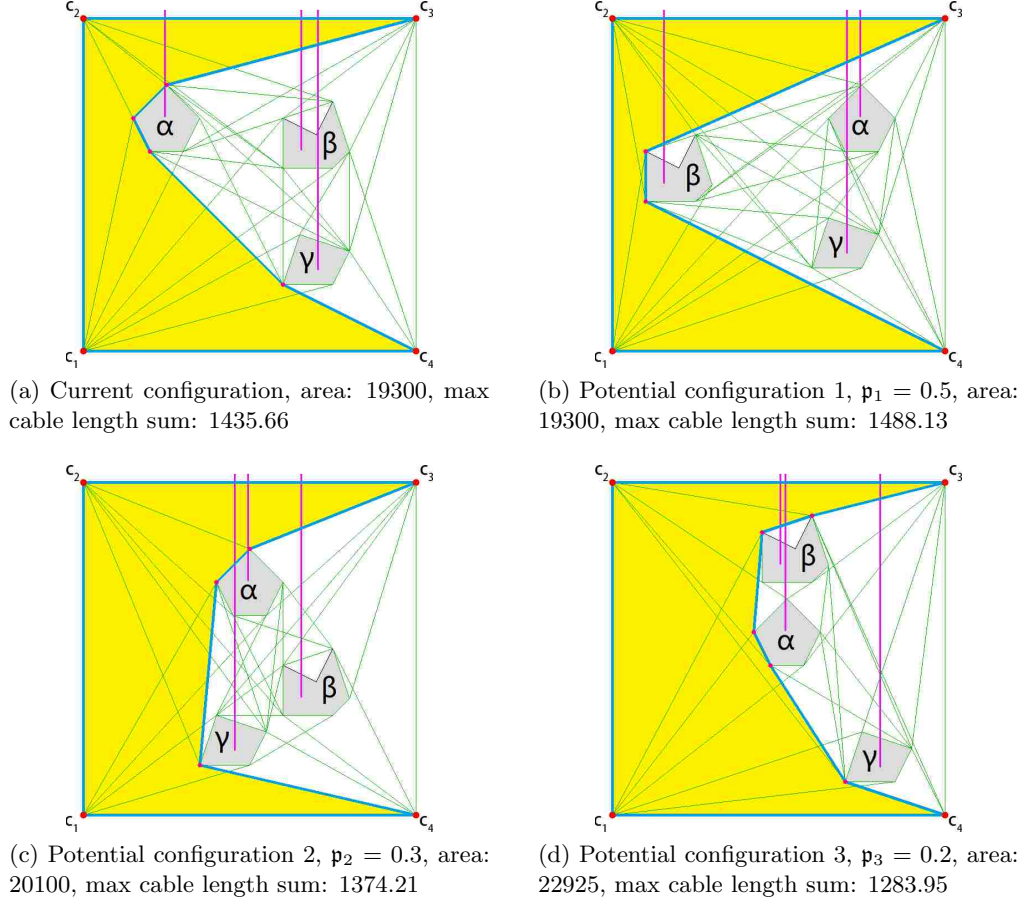 c₂ c₃ c₂ c₃
α β α
β
γ γ
c₁ c₄ c₁ c₄
(a) Current configuration, area: 19300, max
cable length sum: 1435.66
(b) Potential configuration 1, 𝔭₁ = 0.5, area:
19300, max cable length sum: 1488.13
c₂ c₃ c₂ c₃
α β
β α
γ γ
c₁ c₄ c₁ c₄
(c) Potential configuration 2, 𝔭₂ = 0.3, area:
20100, max cable length sum: 1374.21
(d) Potential configuration 3, 𝔭₃ = 0.2, area:
22925, max cable length sum: 1283.95